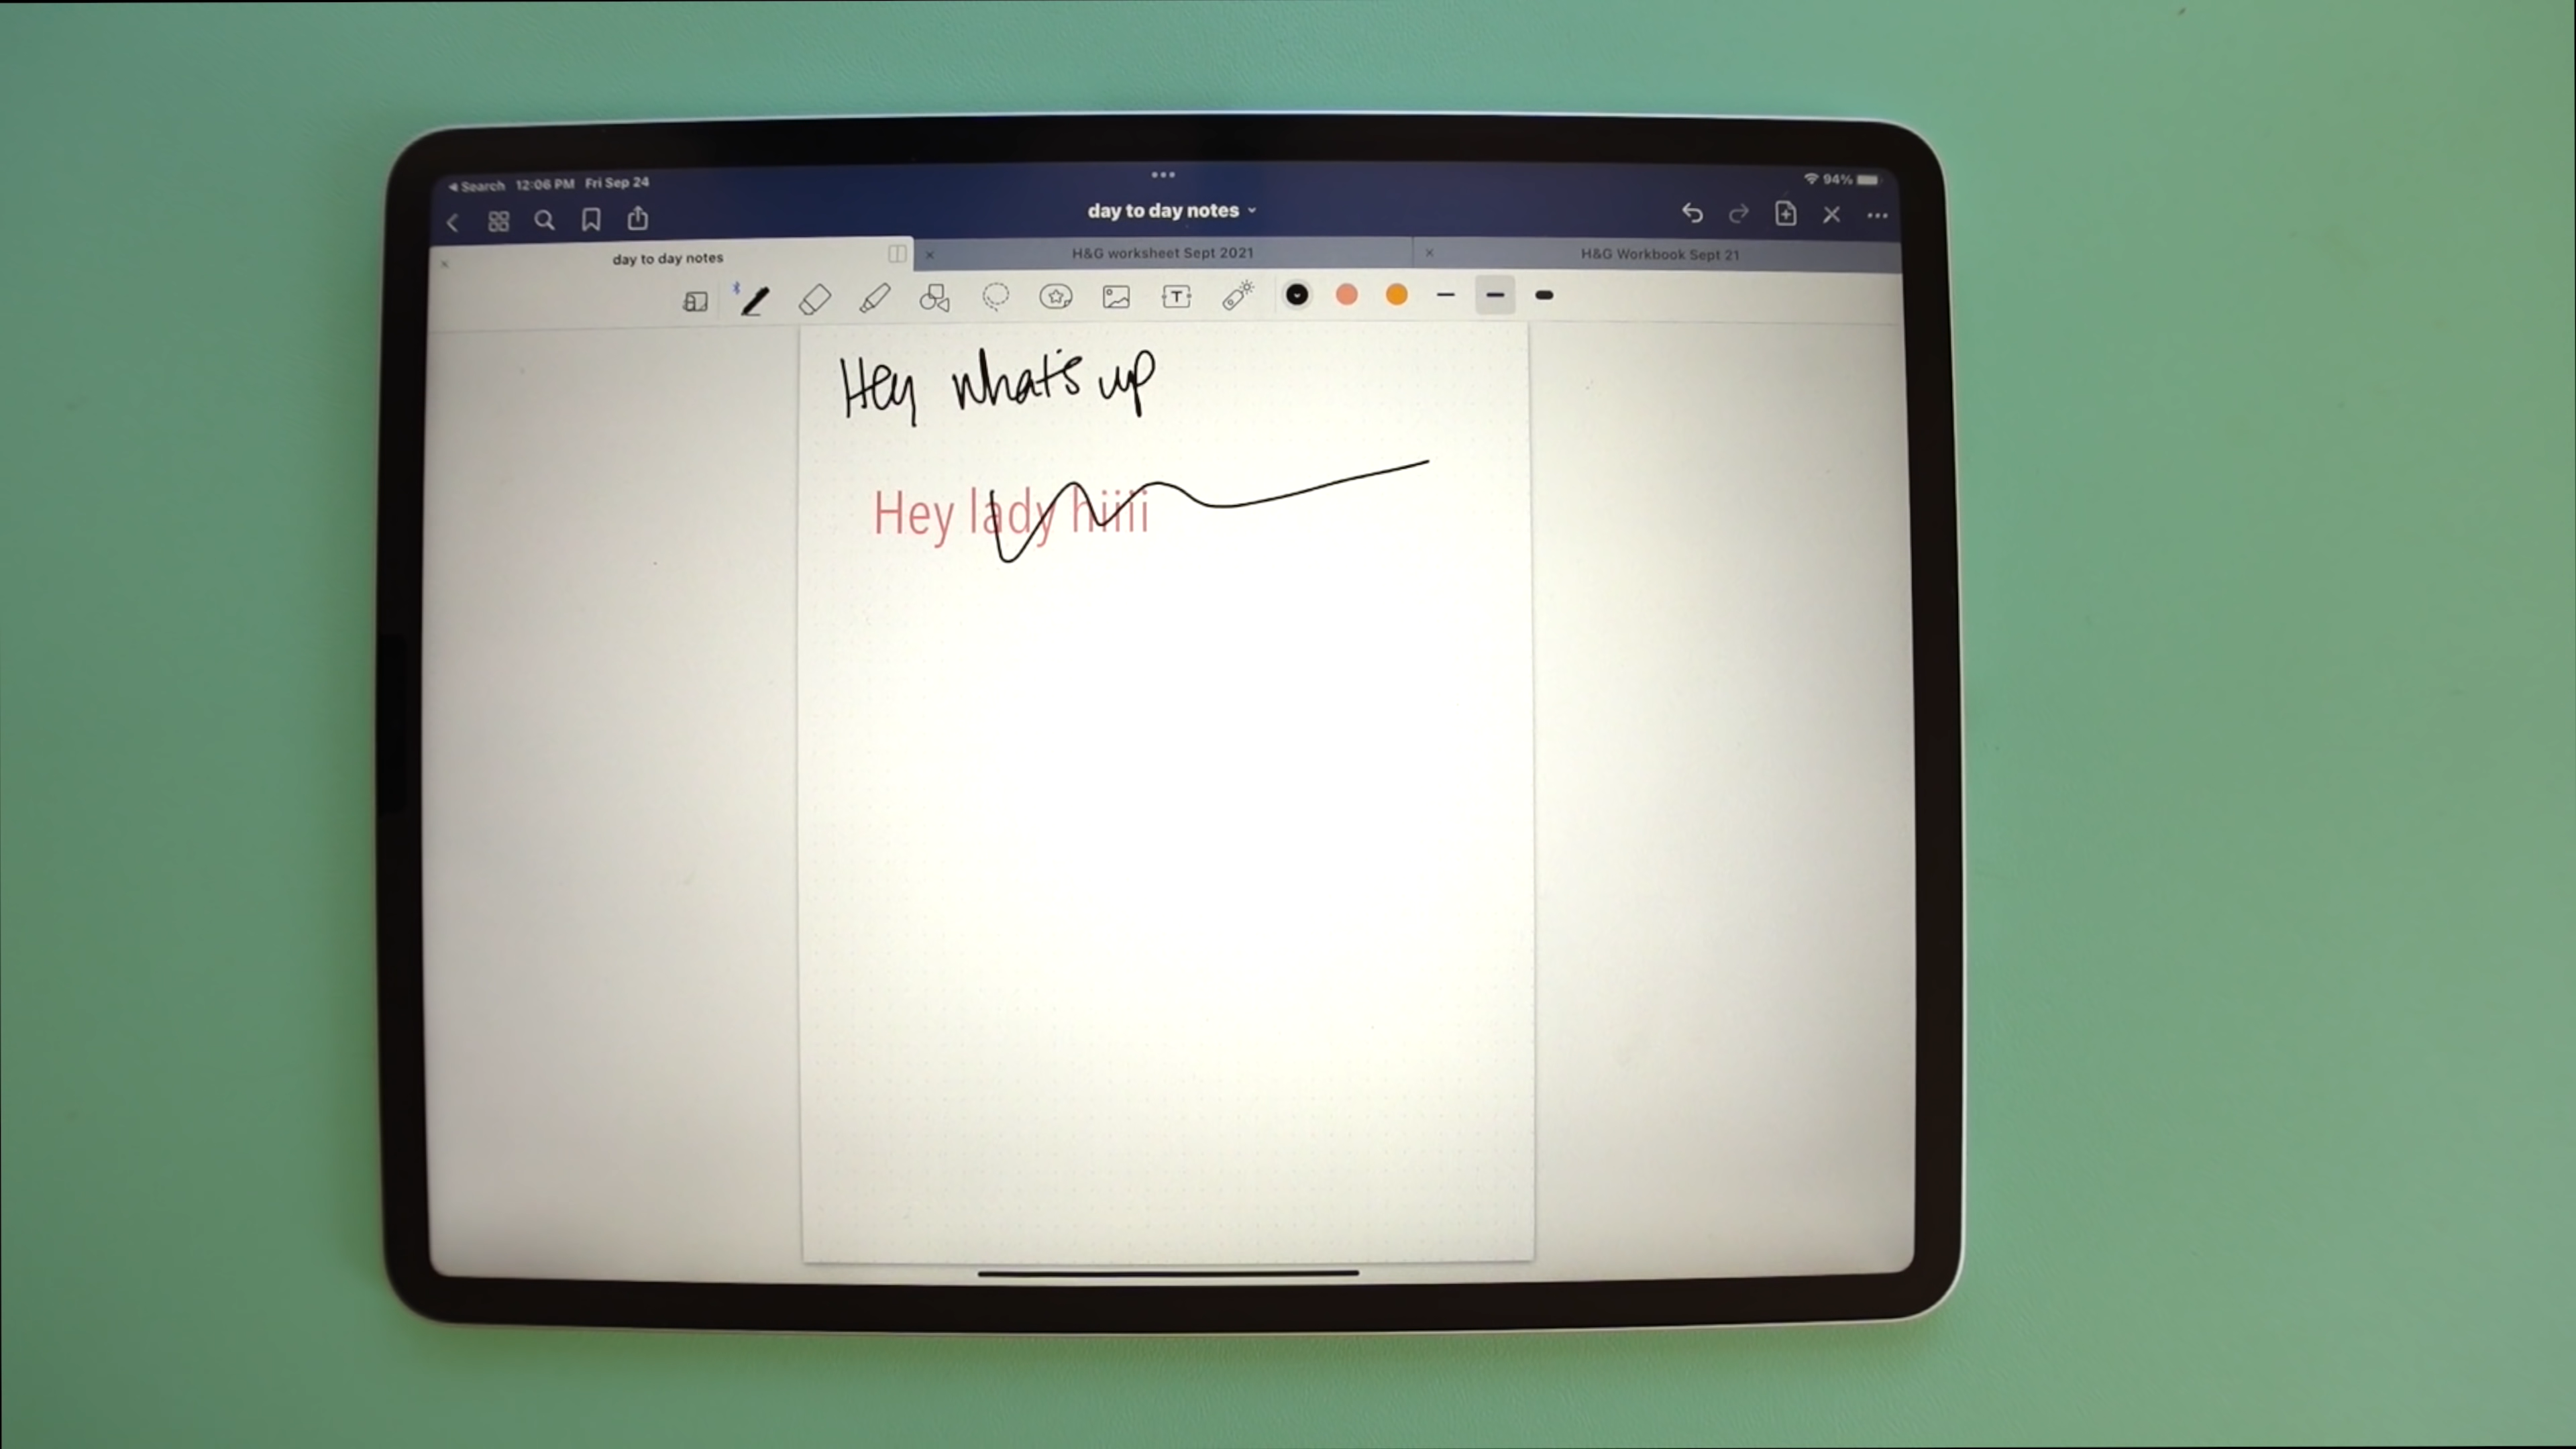 Search 12:06 PM Fri Sep 24 94%
day to day notes
day to day notes H&G worksheet Sept 2021 H&G Workbook Sept 21
T
Hey what's up
Hey lady hiiii